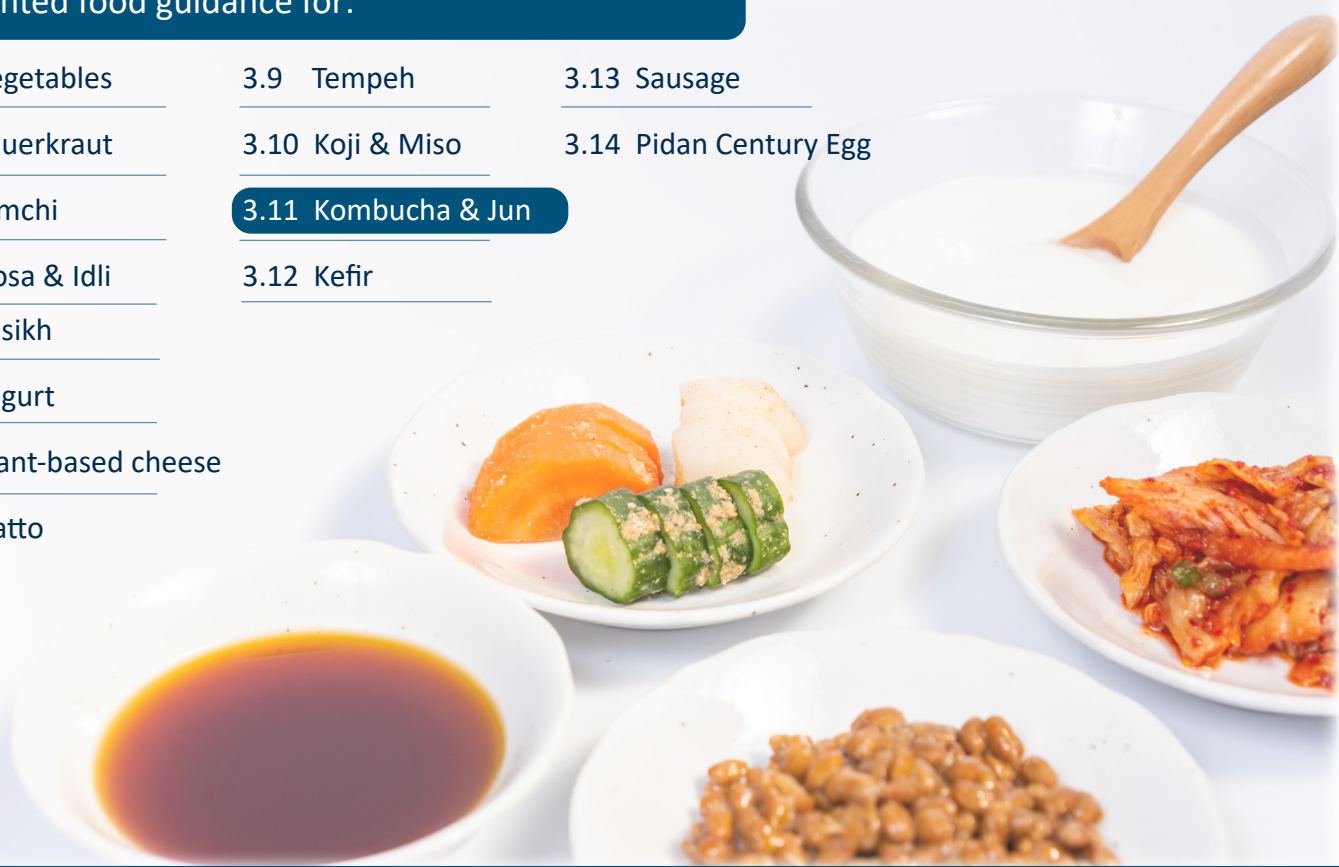 nted food guidance for:
egetables
uerkraut
mchi
osa & Idli
sikh
gurt
ant-based cheese
atto
3.9 Tempeh
3.10 Koji & Miso
3.11 Kombucha & Jun
3.12 Kefir
3.13 Sausage
3.14 Pidan Century Egg